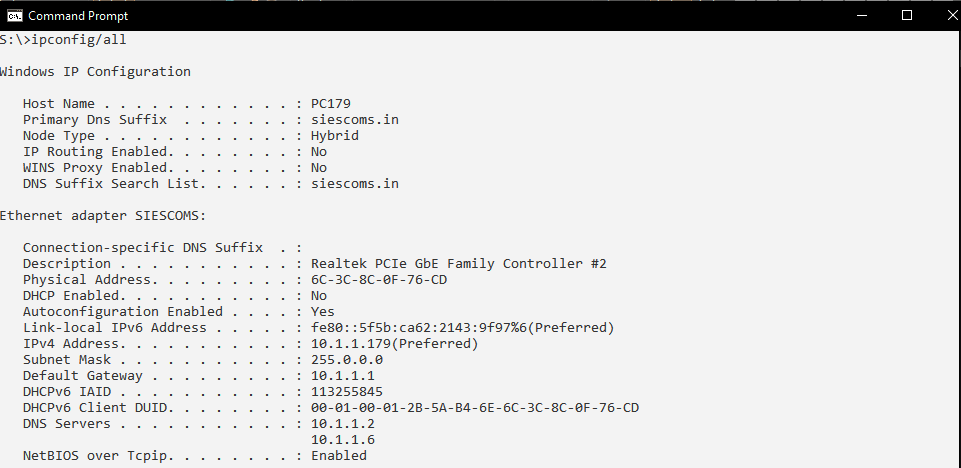 Command Prompt
S:\>ipconfig/all
Windows IP Configuration
Host Name . . . . . . . . . . . . : PC179
Primary Dns Suffix  . . . . . . . : siescoms.in
Node Type . . . . . . . . . . . . : Hybrid
IP Routing Enabled. . . . . . . . : No
WINS Proxy Enabled. . . . . . . . : No
DNS Suffix Search List. . . . . . : siescoms.in
Ethernet adapter SIESCOMS:
Connection-specific DNS Suffix  . :
Description . . . . . . . . . . . : Realtek PCIe GbE Family Controller #2
Physical Address. . . . . . . . . : 6C-3C-8C-0F-76-CD
DHCP Enabled. . . . . . . . . . . : No
Autoconfiguration Enabled . . . . : Yes
Link-local IPv6 Address . . . . . : fe80::5f5b:ca62:2143:9f97%6(Preferred)
IPv4 Address. . . . . . . . . . . : 10.1.1.179(Preferred)
Subnet Mask . . . . . . . . . . . : 255.0.0.0
Default Gateway . . . . . . . . . : 10.1.1.1
DHCPv6 IAID . . . . . . . . . . . : 113255845
DHCPv6 Client DUID. . . . . . . . : 00-01-00-01-2B-5A-B4-6E-6C-3C-8C-0F-76-CD
DNS Servers . . . . . . . . . . . : 10.1.1.2
10.1.1.6
NetBIOS over Tcpip. . . . . . . . : Enabled